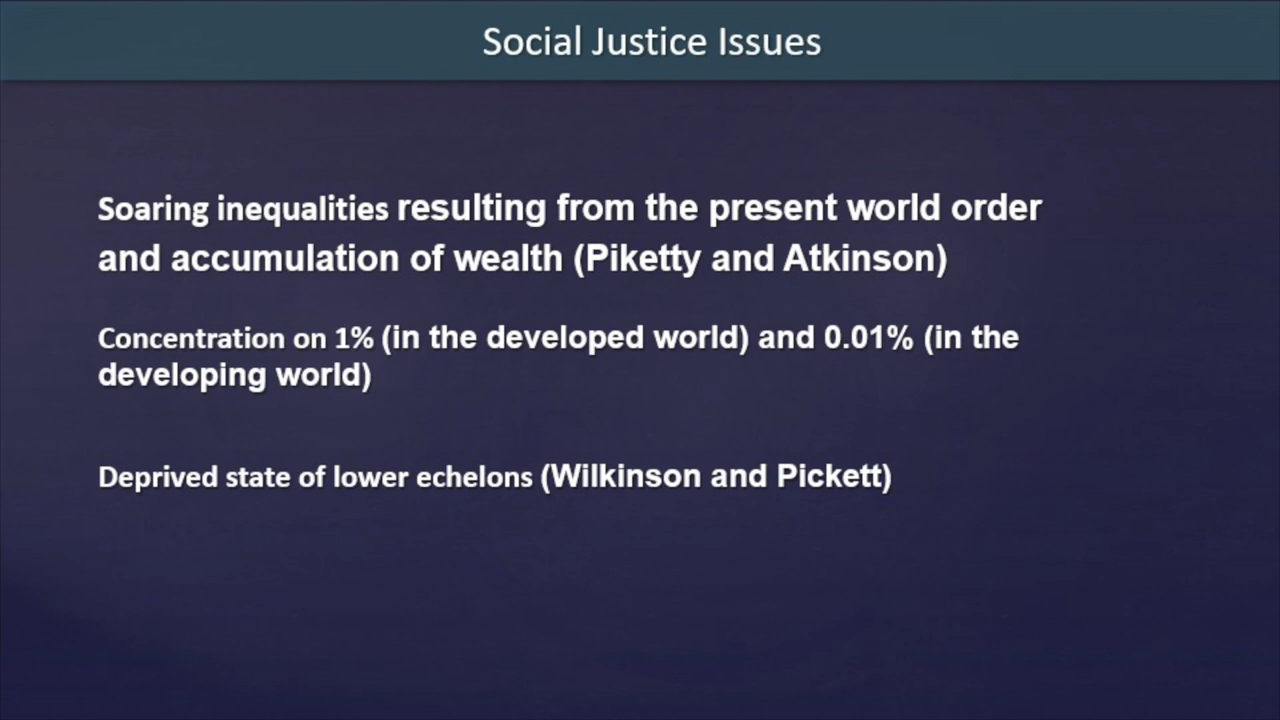 Social Justice Issues
Soaring inequalities resulting from the present world order
and accumulation of wealth (Piketty and Atkinson)
Concentration on 1% (in the developed world) and 0.01% (in the
developing world)
Deprived state of lower echelons (Wilkinson and Pickett)